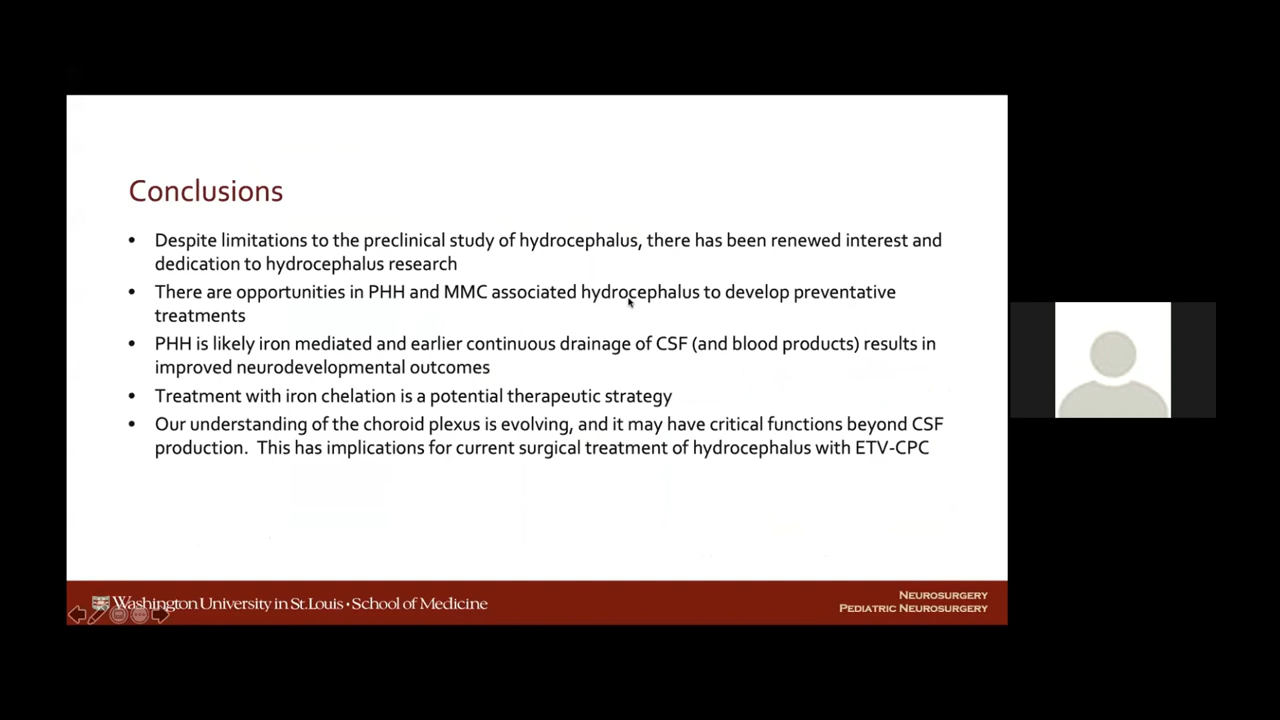 Conclusions
• Despite limitations to the preclinical study of hydrocephalus, there has been renewed interest and
dedication to hydrocephalus research
• There are opportunities in PHH and MMC associated hydrocephalus to develop preventative
treatments
• PHH is likely iron mediated and earlier continuous drainage of CSF (and blood products) results in
improved neurodevelopmental outcomes
• Treatment with iron chelation is a potential therapeutic strategy
• Our understanding of the choroid plexus is evolving, and it may have critical functions beyond CSF
production.  This has implications for current surgical treatment of hydrocephalus with ETV-CPC
Washington University in St. Louis • School of Medicine
Neurosurgery
Pediatric Neurosurgery